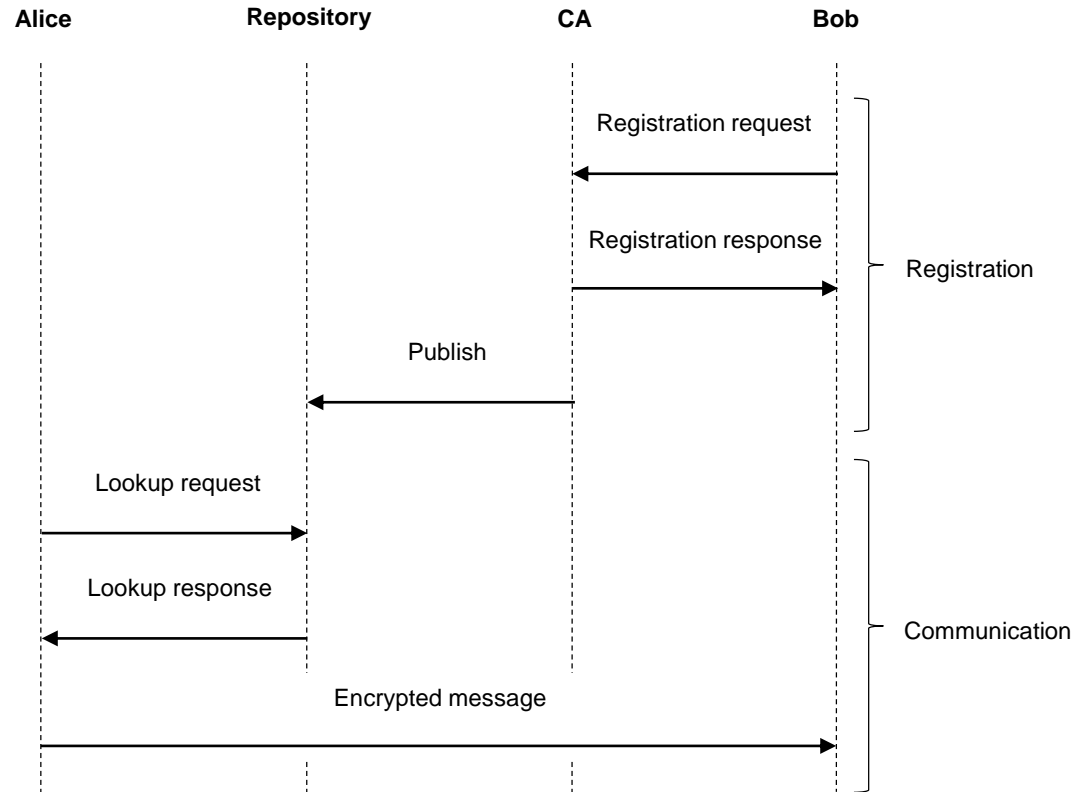 Alice
Repository
CA
Bob
Registration request
Registration response
Registration
Publish
Lookup request
Lookup response
Communication
Encrypted message